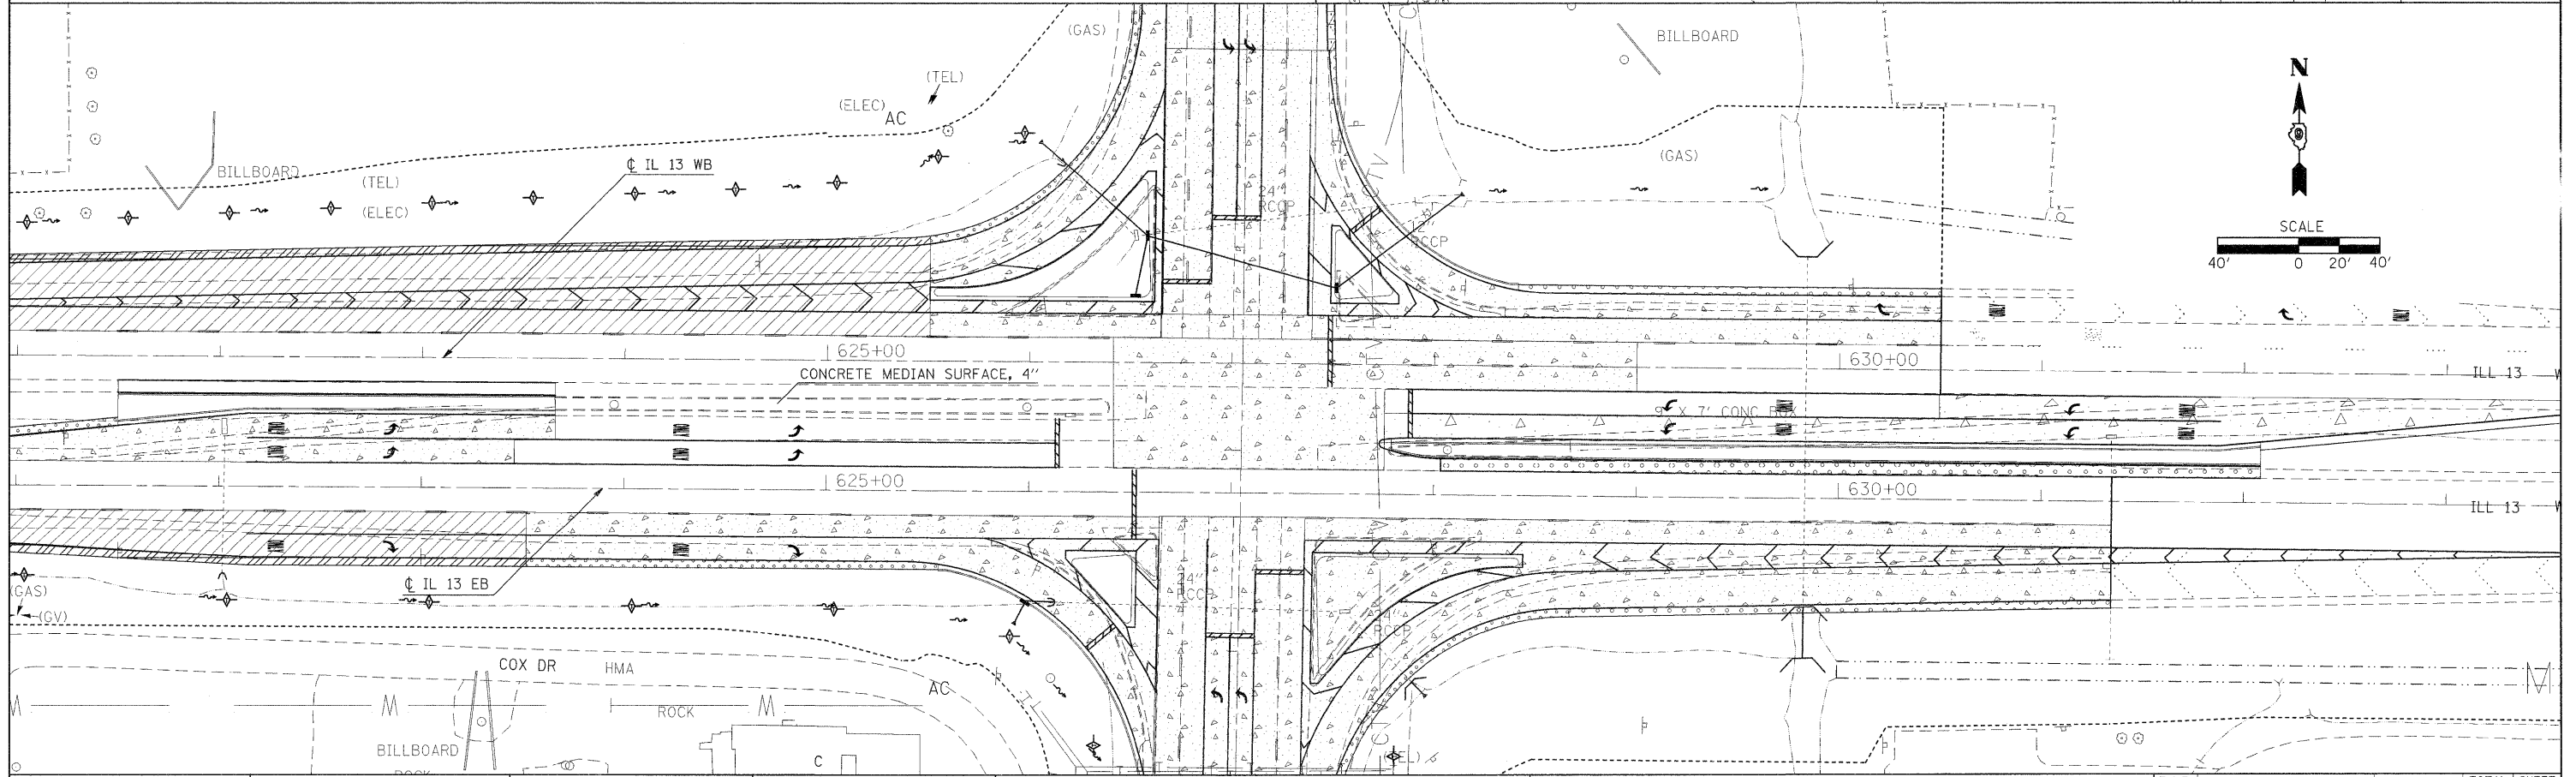 (GAS)
BILLBOARD
N
(TEL)
(ELEC)
AC
(GAS)
℄ IL 13 WB
BILLBOARD
(TEL)
(ELEC)
24"
RCCP
12"
RCCP
SCALE
40' 0 20' 40'
625+00
630+00
CONCRETE MEDIAN SURFACE, 4"
ILL 13
9' X 7' CONC BOX
625+00
630+00
ILL 13
℄ IL 13 EB
(GAS)
(GV)
24"
RCCP
24"
RCCP
COX DR
HMA
AC
W
W
ROCK
BILLBOARD
C